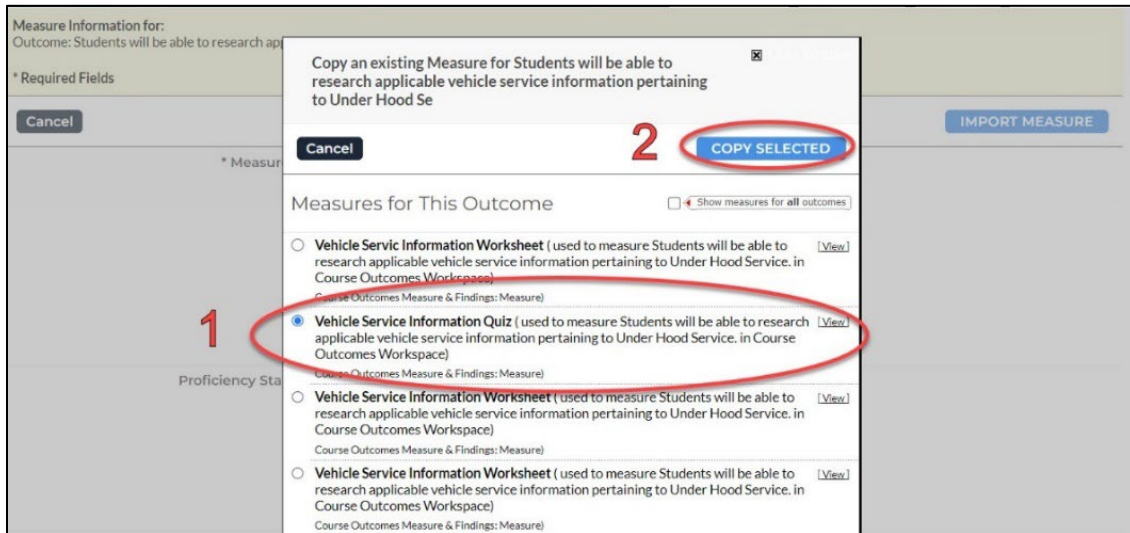 Measure Information for:
Outcome: Students will be able to research ap
* Required Fields
Cancel
IMPORT MEASURE
* Measur
Proficiency Sta
Copy an existing Measure for Students will be able to
research applicable vehicle service information pertaining
to Under Hood Se
Cancel
2
COPY SELECTED
Measures for This Outcome
Show measures for all outcomes
Vehicle Servic Information Worksheet ( used to measure Students will be able to
[View]
research applicable vehicle service information pertaining to Under Hood Service. in
Course Outcomes Workspace)
Course Outcomes Measure & Findings: Measure)
1
Vehicle Service Information Quiz ( used to measure Students will be able to research
[View]
applicable vehicle service information pertaining to Under Hood Service. in Course
Outcomes Workspace)
Course Outcomes Measure & Findings: Measure)
Vehicle Service Information Worksheet ( used to measure Students will be able to
[View]
research applicable vehicle service information pertaining to Under Hood Service. in
Course Outcomes Workspace)
Course Outcomes Measure & Findings: Measure)
Vehicle Service Information Worksheet ( used to measure Students will be able to
[View]
research applicable vehicle service information pertaining to Under Hood Service. in
Course Outcomes Workspace)
Course Outcomes Measure & Findings: Measure)